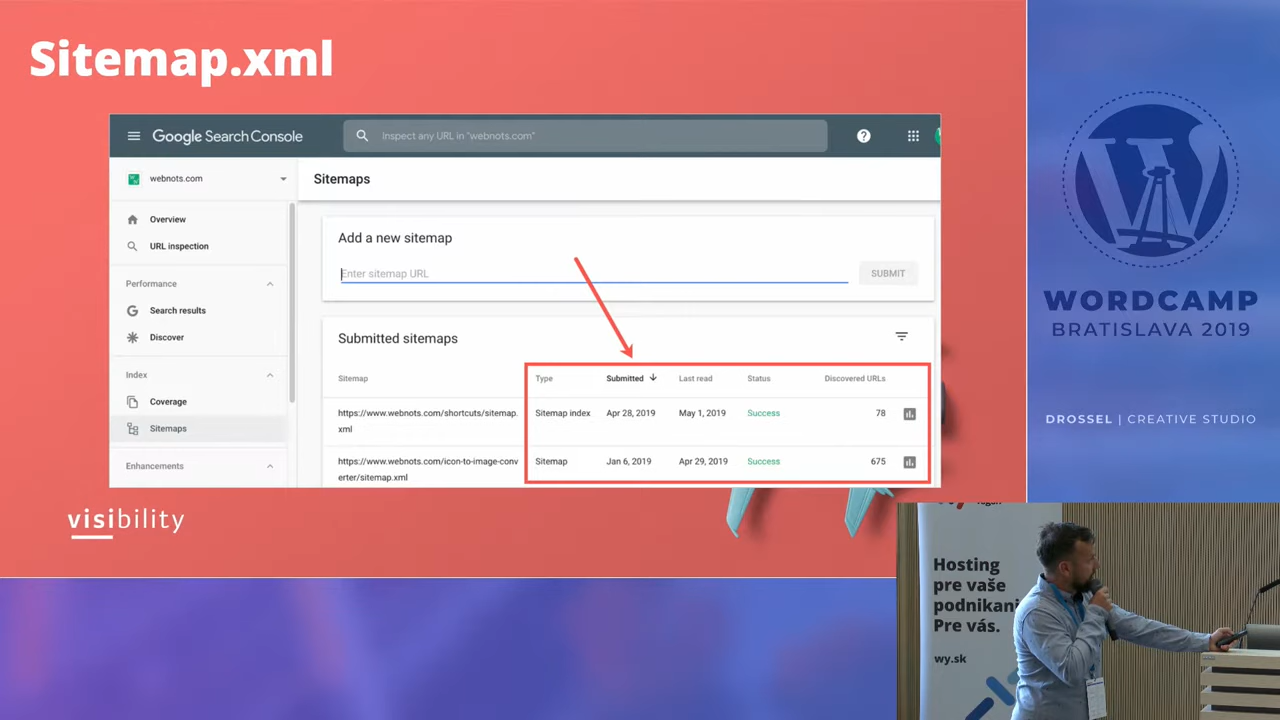 Sitemap.xml
Google Search Console
Inspect any URL in "webnots.com"
webnots.com
Overview
URL inspection
Performance
Search results
Discover
Index
Coverage
Sitemaps
Enhancements
Sitemaps
Add a new sitemap
Enter sitemap URL
SUBMIT
Submitted sitemaps
Sitemap Type Submitted Last read Status Discovered URLs
https://www.webnots.com/shortcuts/sitemap. Sitemap index Apr 28, 2019 May 1, 2019 Success 78
xml
https://www.webnots.com/icon-to-image-conv Sitemap Jan 6, 2019 Apr 29, 2019 Success 675
erter/sitemap.xml
visibility
WORDCAMP
BRATISLAVA 2019
DROSSEL | CREATIVE STUDIO
Hosting
pre vaše
podnikani
Pre vás.
wy.sk